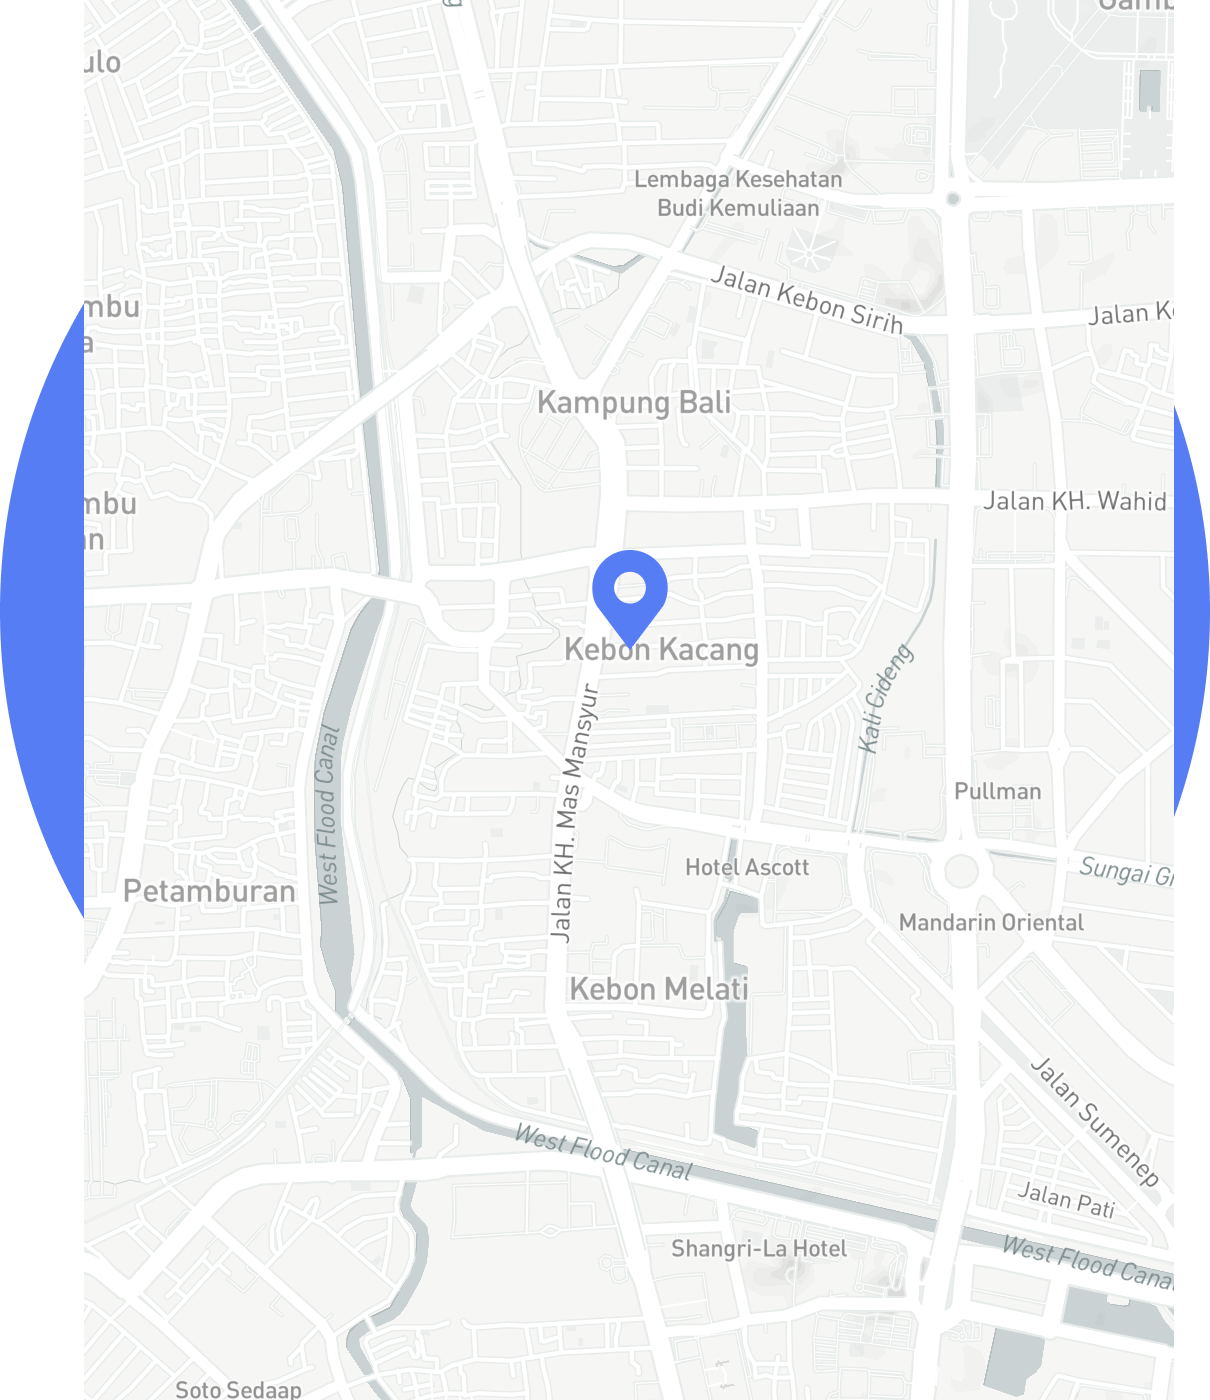 ulo
Lembaga Kesehatan
Budi Kemuliaan
Jalan Kebon Sirih
mbu
a
Kampung Bali
mbu
an
Jalan KH. Wahid
Kebon Kacang
Kali Cideng
Jalan KH. Mas Mansyur
West Flood Canal
Pullman
Hotel Ascott
Sungai
Petamburan
Mandarin Oriental
Kebon Melati
Jalan Sumenep
West Flood Canal
Jalan Pati
Shangri-La Hotel
West Flood Canal
Soto Sedaap